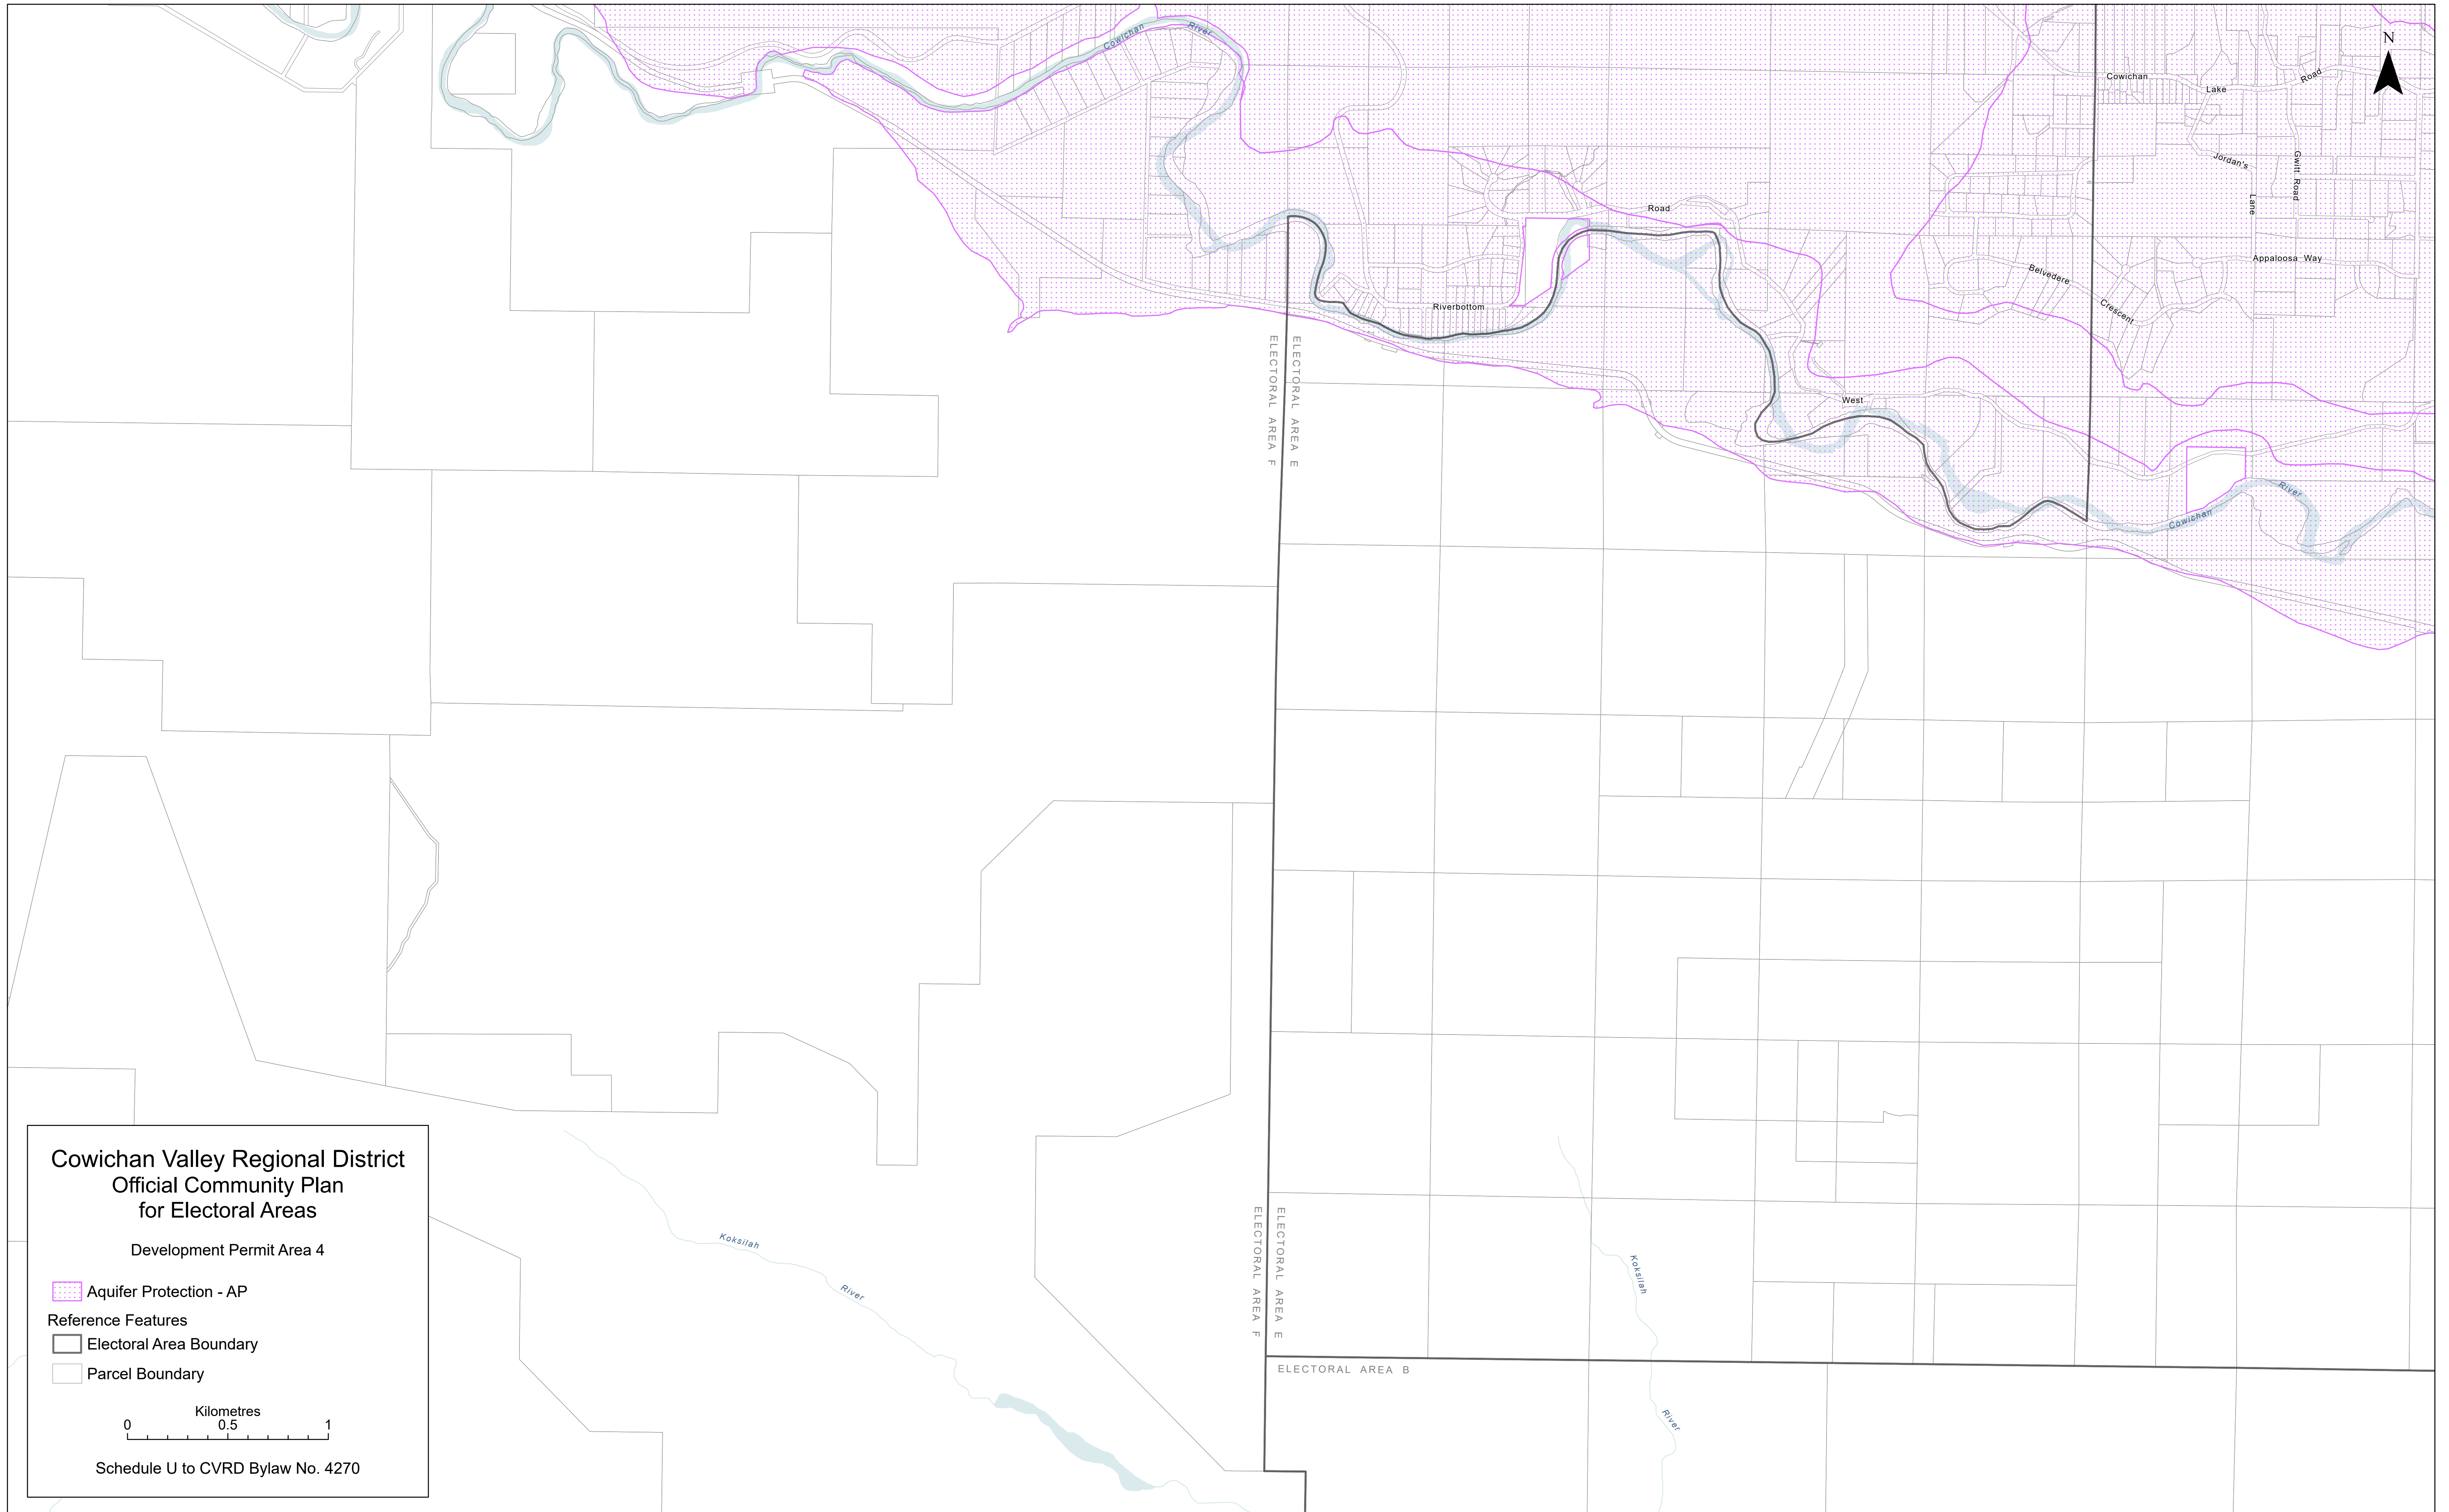 Cowichan
River
N
Cowichan
Lake
Road
Jordan's
Lane
Gwitt Road
Road
Appaloosa Way
Belvedere
Crescent
Riverbottom
West
ELECTORAL AREA F
ELECTORAL AREA E
Cowichan
River
Koksilah
River
Koksilah
River
ELECTORAL AREA F
ELECTORAL AREA E
ELECTORAL AREA B
Cowichan Valley Regional District
Official Community Plan
for Electoral Areas
Development Permit Area 4
Aquifer Protection - AP
Reference Features
Electoral Area Boundary
Parcel Boundary
Kilometres
0 0.5 1
Schedule U to CVRD Bylaw No. 4270